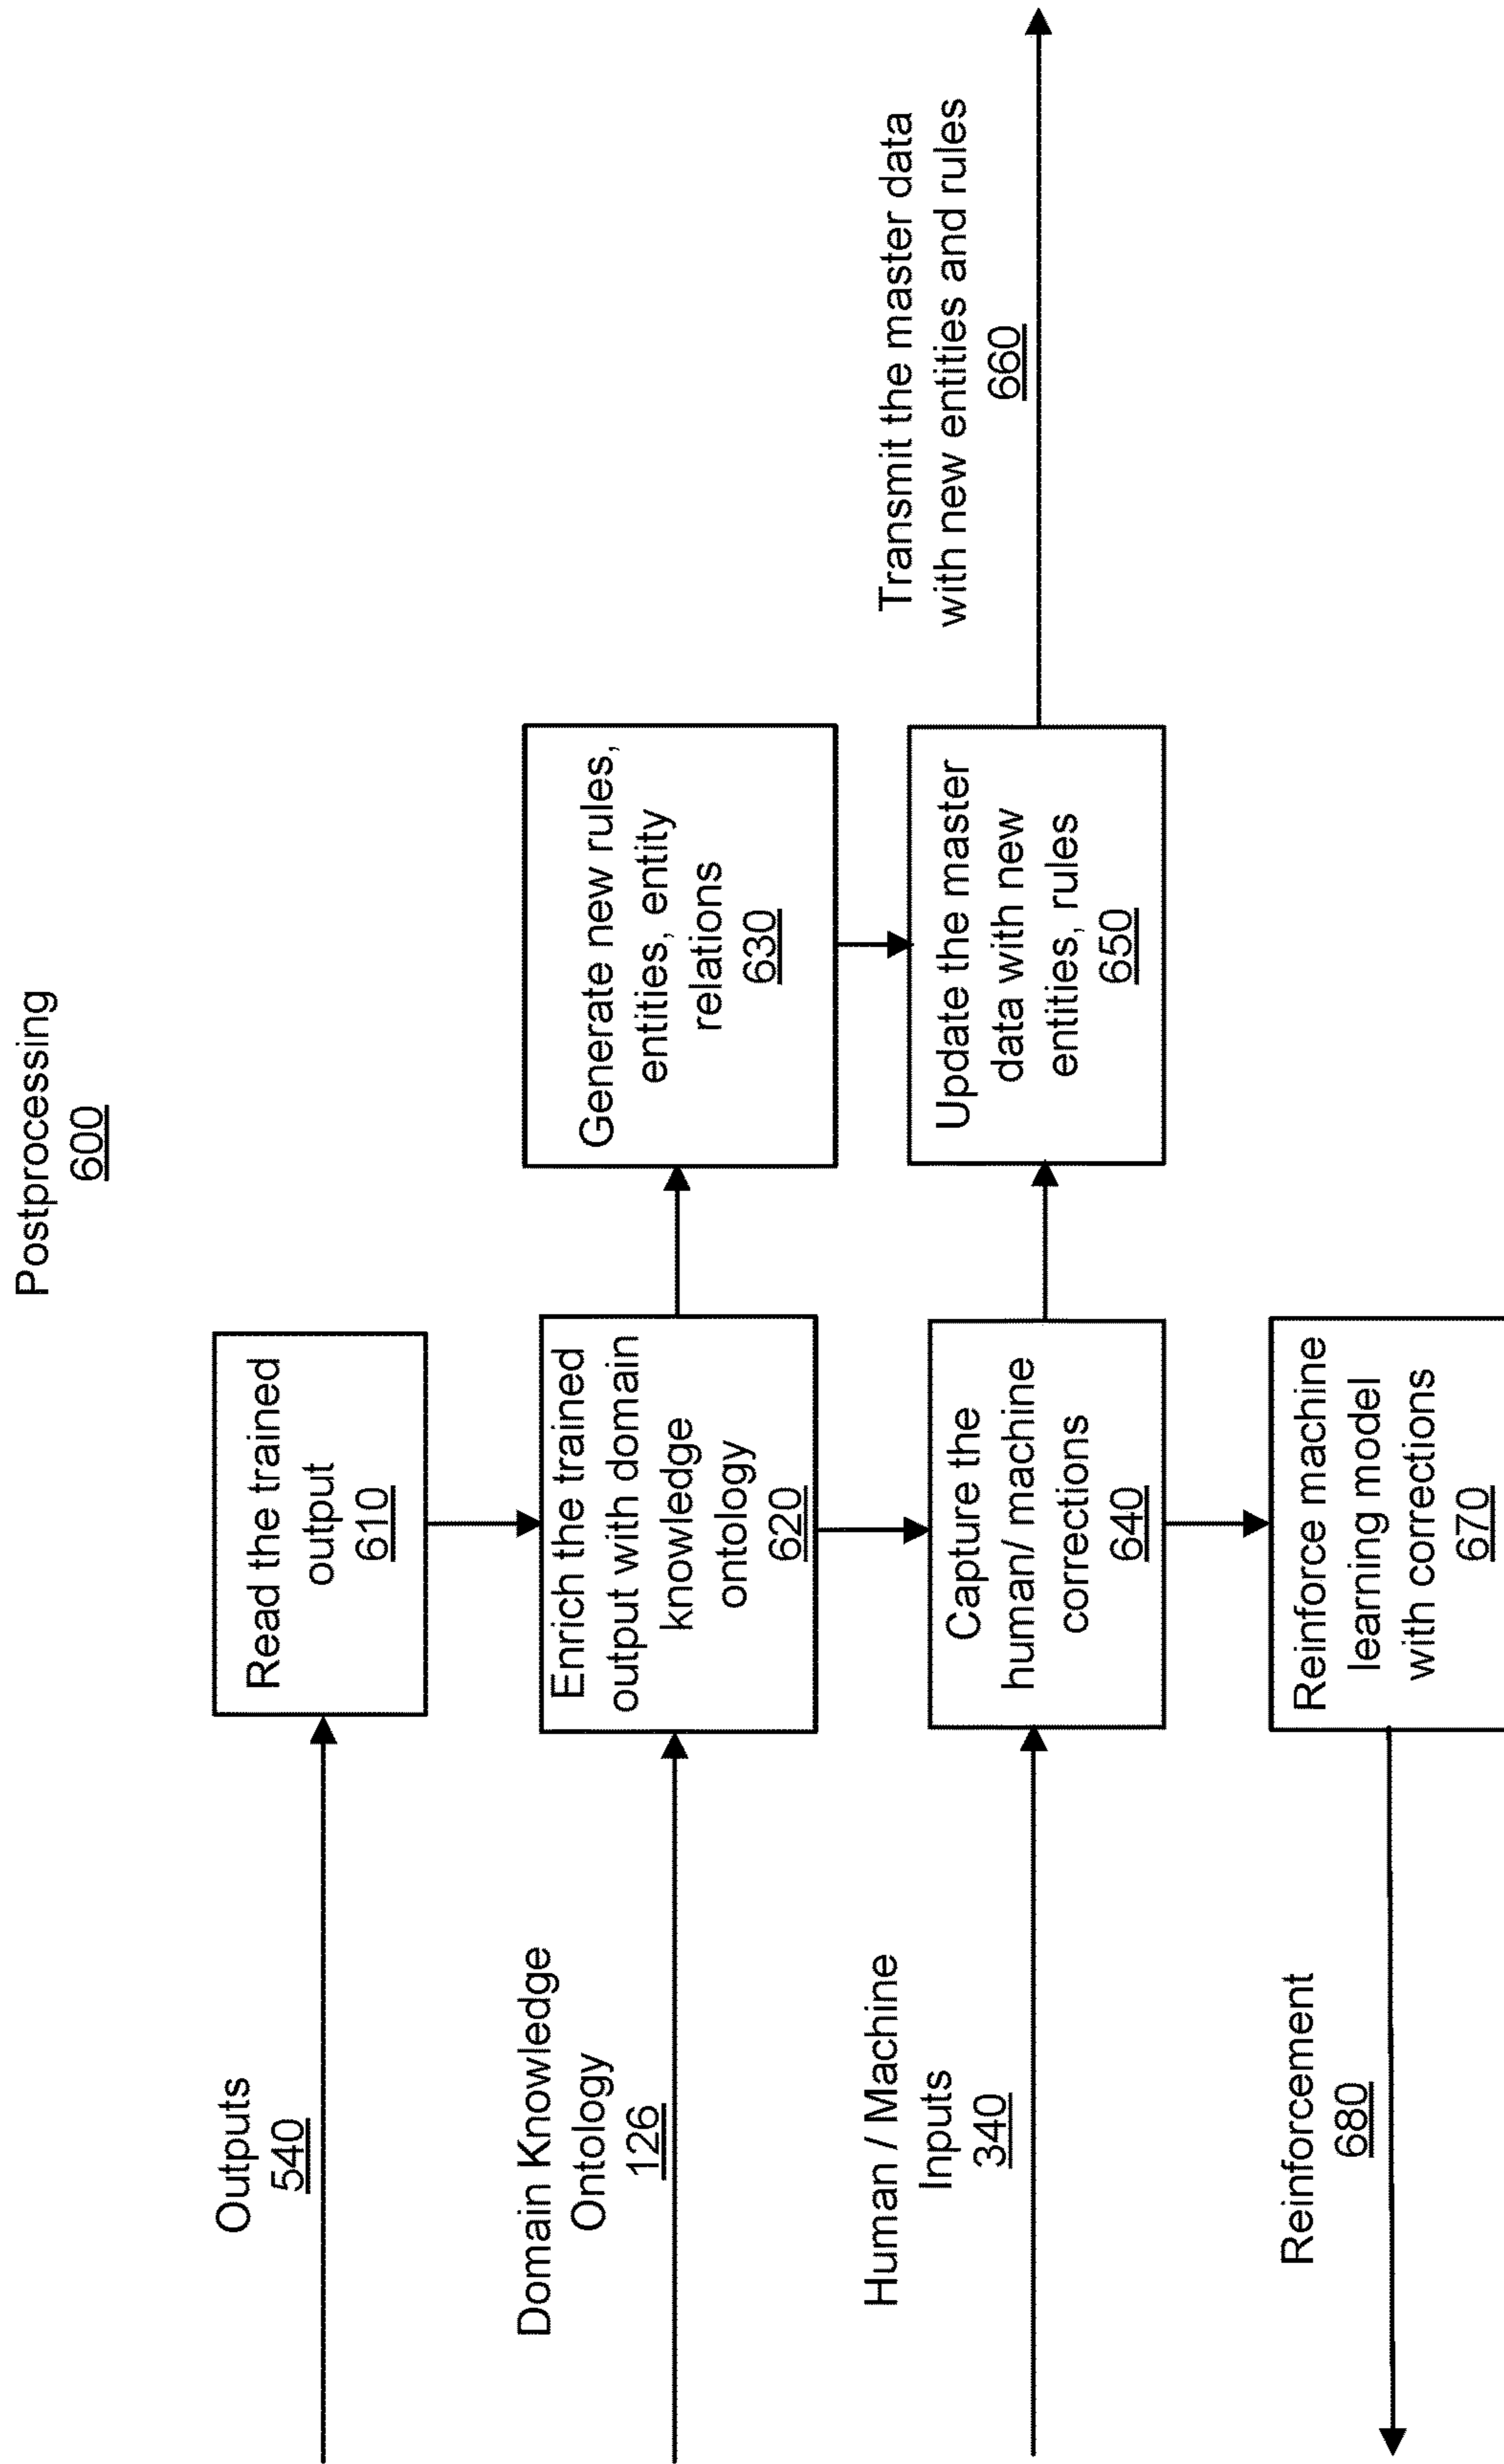 Postprocessing
600
Outputs
540
Read the trained
output
610
Domain Knowledge
Ontology
126
Enrich the trained
output with domain
knowledge
ontology
620
Generate new rules,
entities, entity
relations
630
Human / Machine
Inputs
340
Capture the
human/ machine
corrections
640
Update the master
data with new
entities, rules
650
Transmit the master data
with new entities and rules
660
Reinforcement
680
Reinforce machine
learning model
with corrections
670